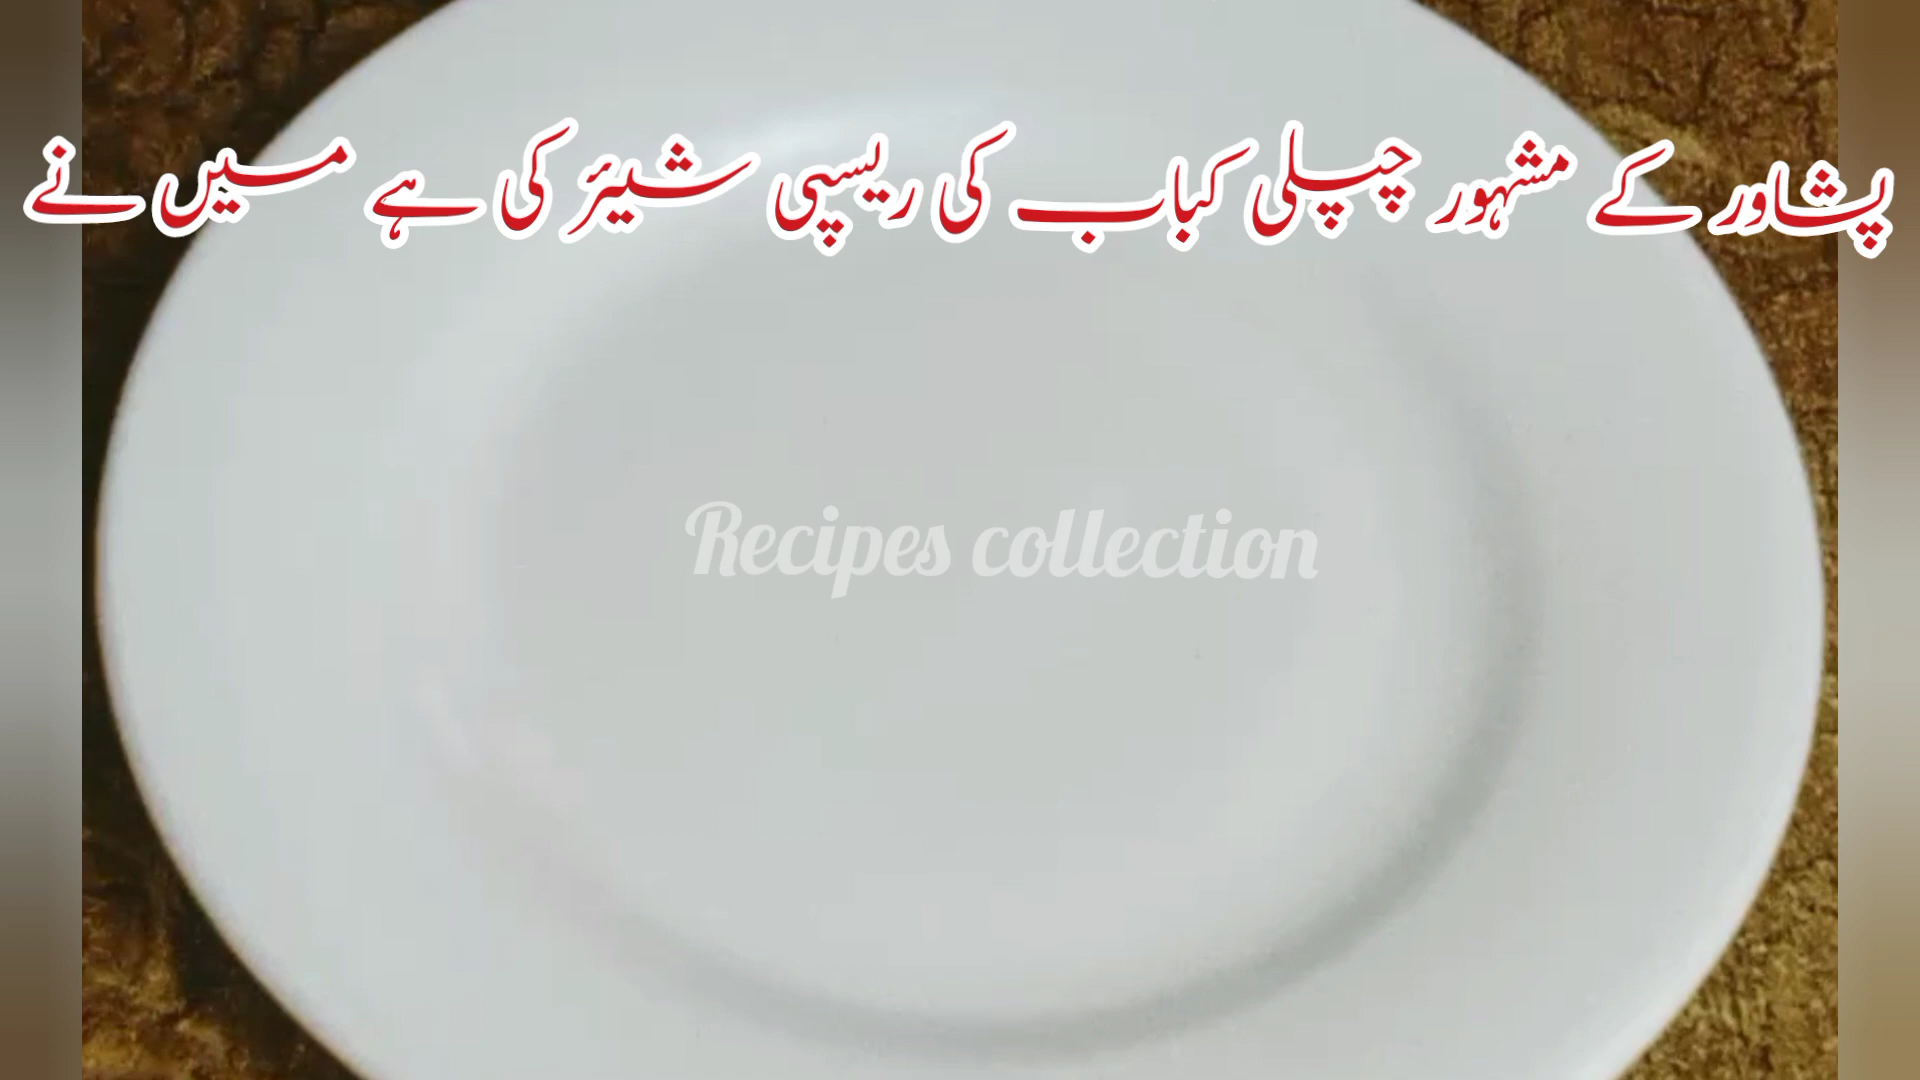 پشاور کے مشہور چپلی کباب کی ریسپی شیئر کی ہے میں نے
Recipes collection